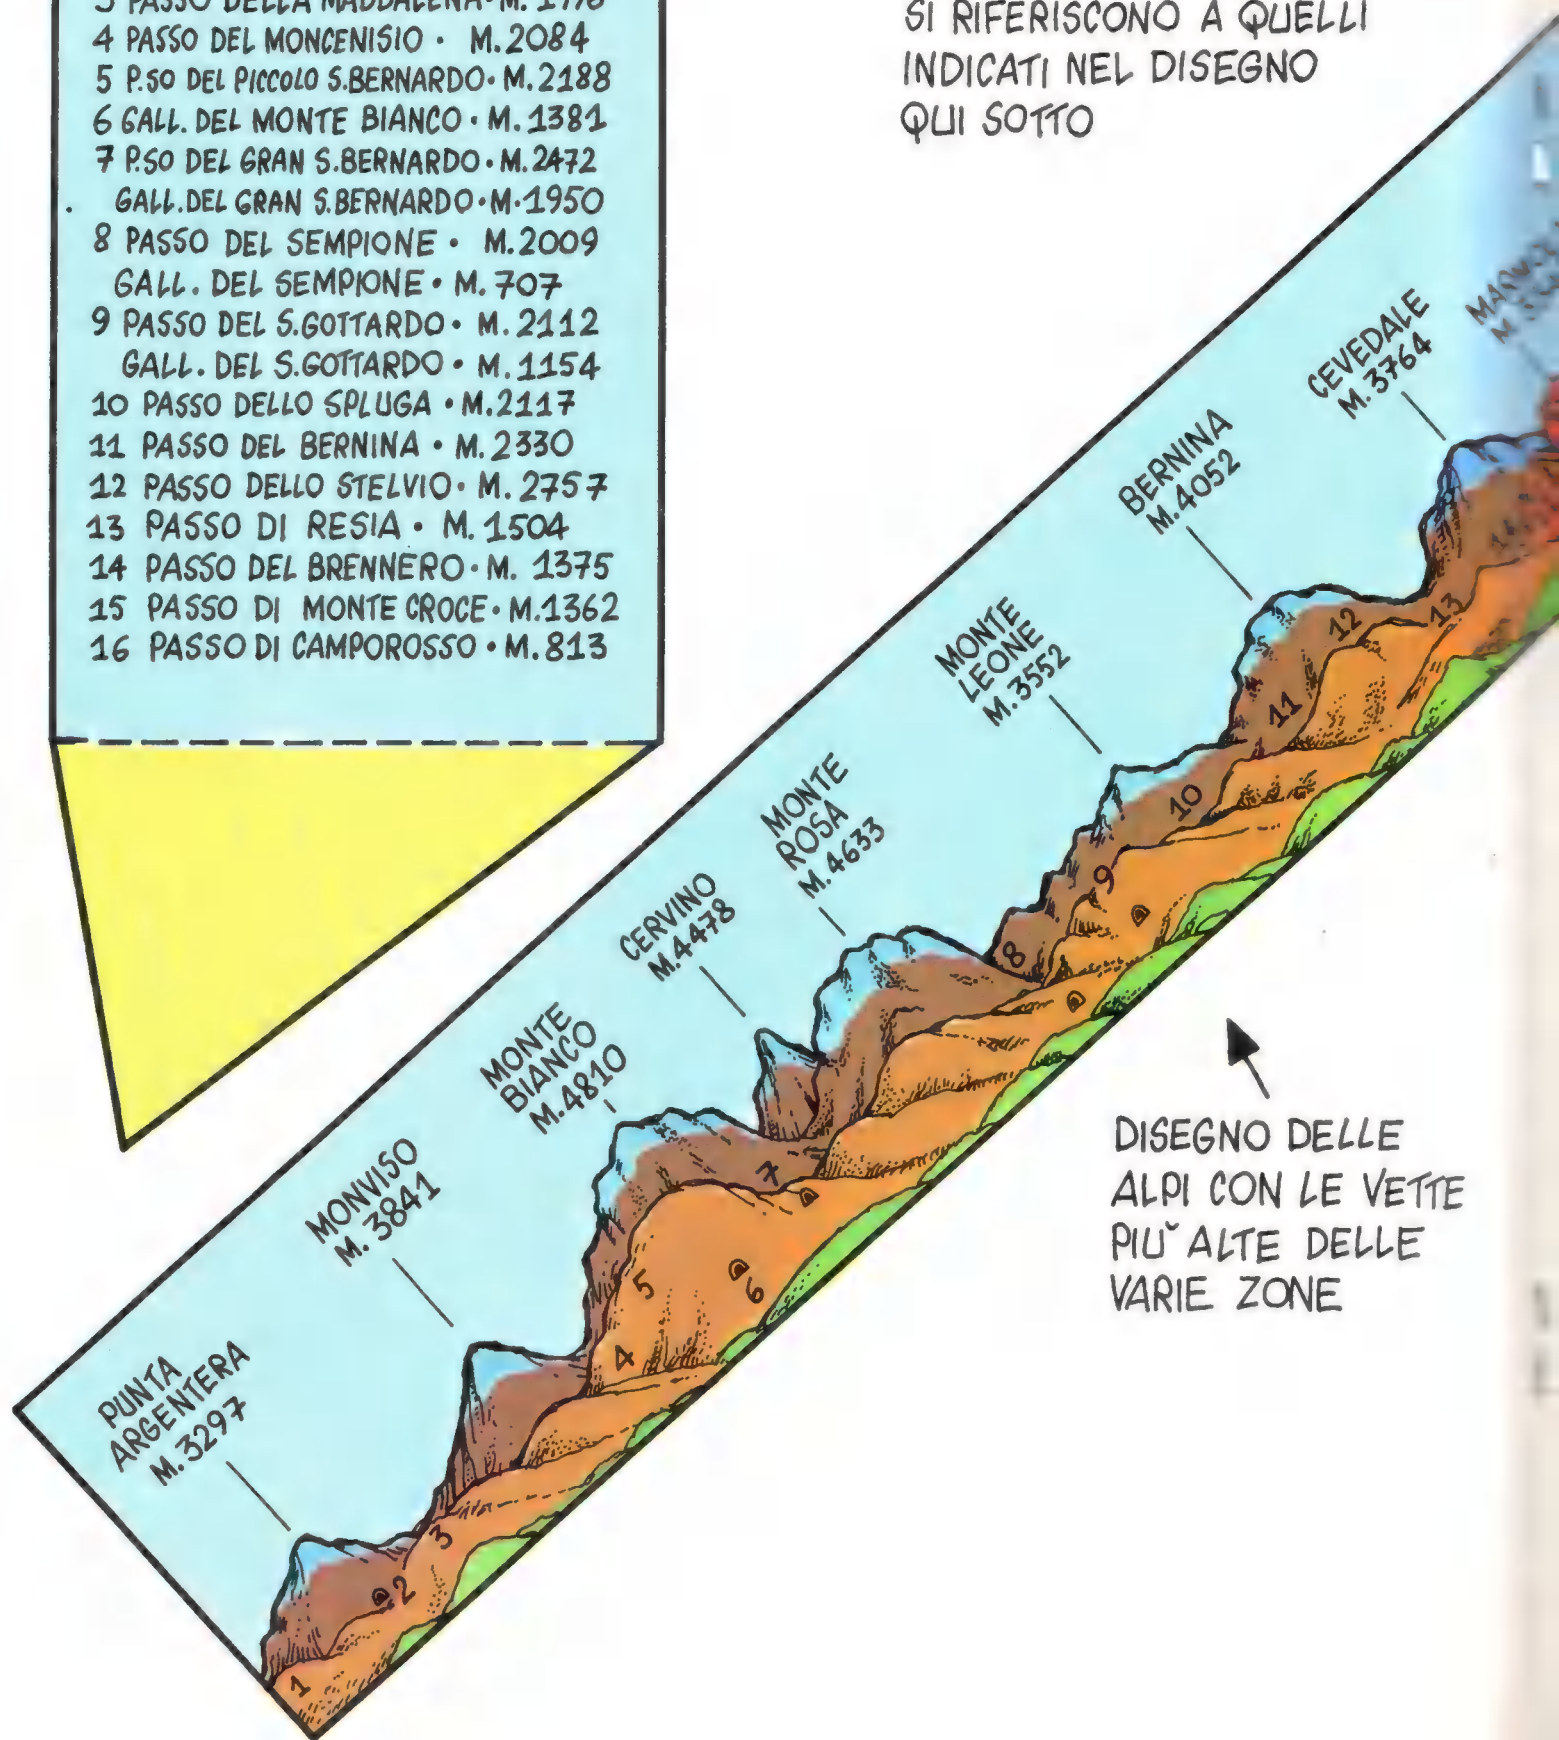 3 PASSO DELLA MADDALENA • M. 1996
4 PASSO DEL MONCENISIO • M.2084
5 P.SO DEL PICCOLO S.BERNARDO • M.2188
6 GALL. DEL MONTE BIANCO • M. 1381
7 P.SO DEL GRAN S.BERNARDO • M.2472
GALL.DEL GRAN S.BERNARDO • M.1950
8 PASSO DEL SEMPIONE • M.2009
GALL. DEL SEMPIONE • M. 707
9 PASSO DEL S.GOTTARDO • M. 2112
GALL. DEL S.GOTTARDO • M.1154
10 PASSO DELLO SPLUGA • M.2117
11 PASSO DEL BERNINA • M.2330
12 PASSO DELLO STELVIO • M. 2757
13 PASSO DI RESIA • M. 1504
14 PASSO DEL BRENNERO • M. 1375
15 PASSO DI MONTE CROCE • M.1362
16 PASSO DI CAMPOROSSO • M.813
SI RIFERISCONO A QUELLI
INDICATI NEL DISEGNO
QUI SOTTO
CEVEDALE
M. 3764
BERNINA
M.4052
MONTE
LEONE
M. 3552
MONTE
ROSA
M.4633
CERVINO
M.4478
MONTE
BIANCO
M.4810
MONVISO
M. 3841
PUNTA
ARGENTERA
M. 3297
14
13
12
11
10
9
8
7
6
5
4
3
2
1
DISEGNO DELLE
ALPI CON LE VETTE
PIÙ ALTE DELLE
VARIE ZONE